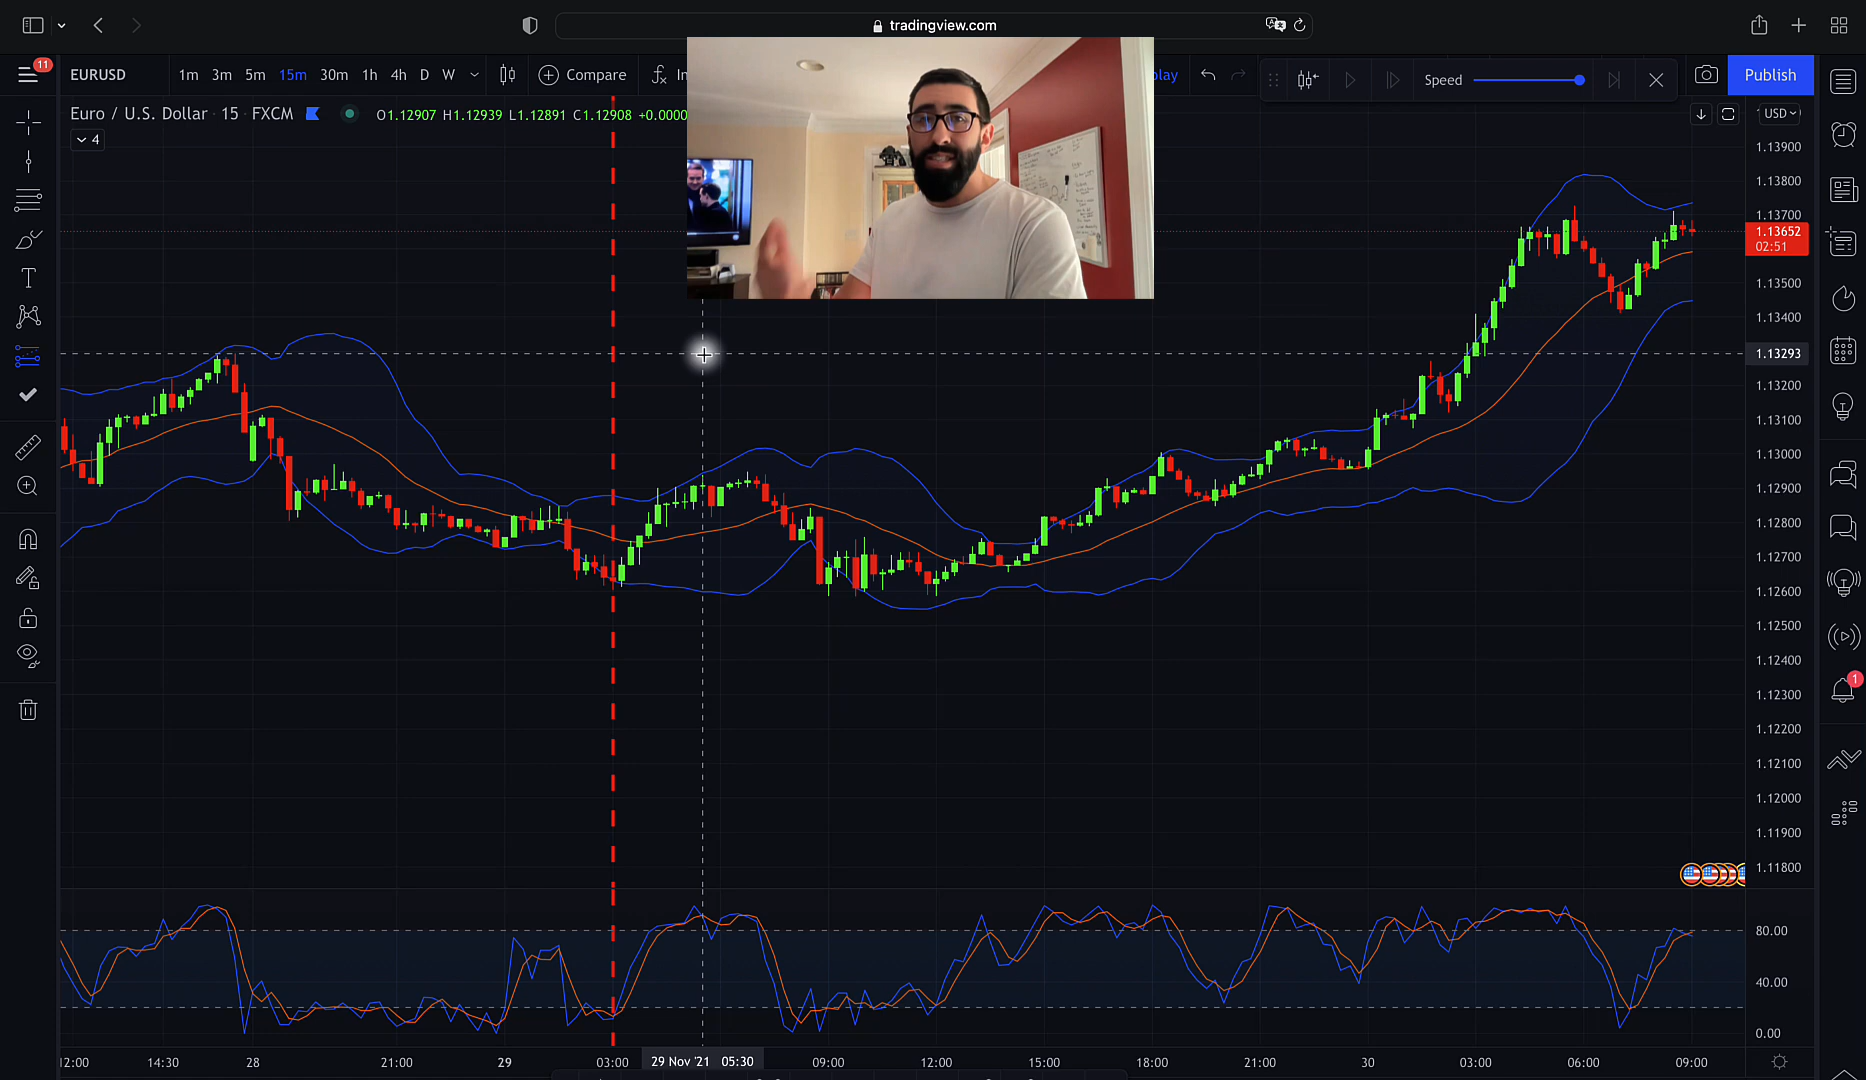 tradingview.com
11
EURUSD
1m 3m 5m 15m 30m 1h 4h D W
Compare
In
play
Speed
Publish
Euro / U.S. Dollar · 15 · FXCM
O1.12907 H1.12939 L1.12891 C1.12908 +0.0000
4
USD
1.13900
1.13800
1.13700
1.13652
02:51
1.13500
1.13400
1.13293
1.13200
1.13100
1.13000
1.12900
1.12800
1.12700
1.12600
1.12500
1.12400
1.12300
1.12200
1.12100
1.12000
1.11900
1.11800
1
80.00
40.00
0.00
12:00 14:30 28 21:00 29 03:00 29 Nov '21 05:30 09:00 12:00 15:00 18:00 21:00 30 03:00 06:00 09:00